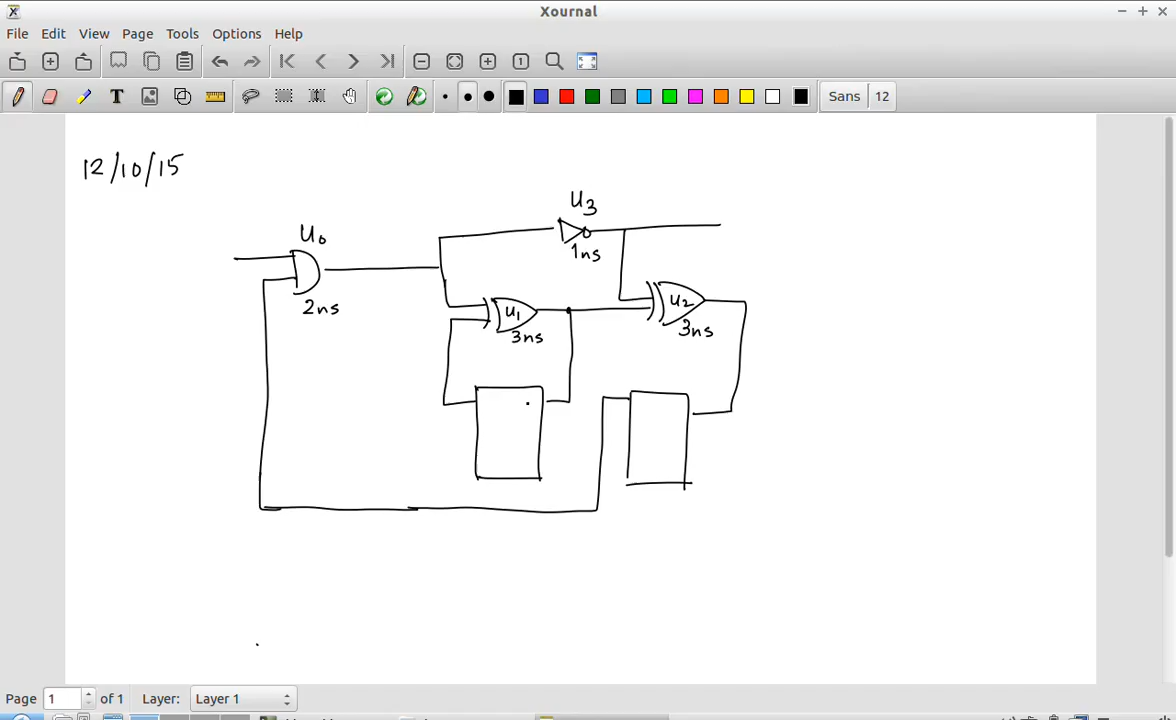 Xournal
File Edit View Page Tools Options Help
Sans 12
12/10/15
U3
1ns
U0
2ns
U1
3ns
U2
3ns
Page 1 of 1 Layer: Layer 1